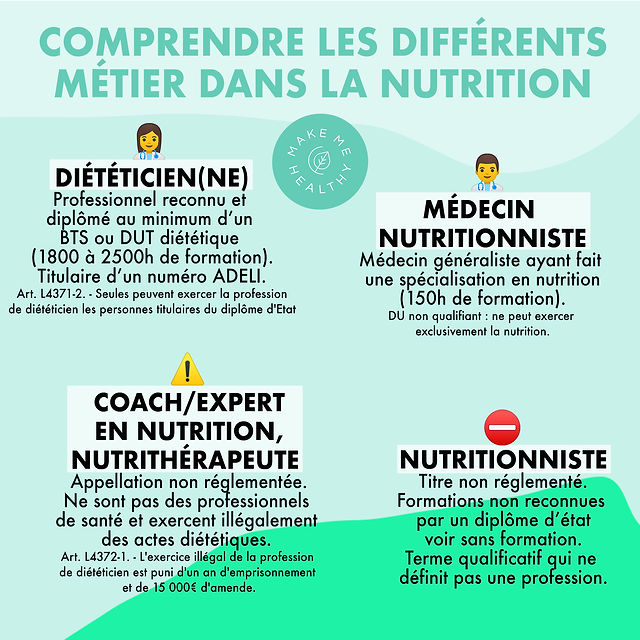 COMPRENDRE LES DIFFÉRENTS
MÉTIER DANS LA NUTRITION
MAKE ME
HEALTHY
DIÉTÉTICIEN(NE)
Professionnel reconnu et
diplômé au minimum d’un
BTS ou DUT diététique
(1800 à 2500h de formation).
Titulaire d’un numéro ADELI.
Art. L4371-2. - Seules peuvent exercer la profession
de diététicien les personnes titulaires du diplôme d'Etat
MÉDECIN
NUTRITIONNISTE
Médecin généraliste ayant fait
une spécialisation en nutrition
(150h de formation).
DU non qualifiant : ne peut exercer
exclusivement la nutrition.
COACH/EXPERT
EN NUTRITION,
NUTRITHÉRAPEUTE
Appellation non réglementée.
Ne sont pas des professionnels
de santé et exercent illégalement
des actes diététiques.
Art. L4372-1. - L'exercice illégal de la profession
de diététicien est puni d'un an d'emprisonnement
et de 15 000€ d'amende.
NUTRITIONNISTE
Titre non réglementé.
Formations non reconnues
par un diplôme d’état
voir sans formation.
Terme qualificatif qui ne
définit pas une profession.